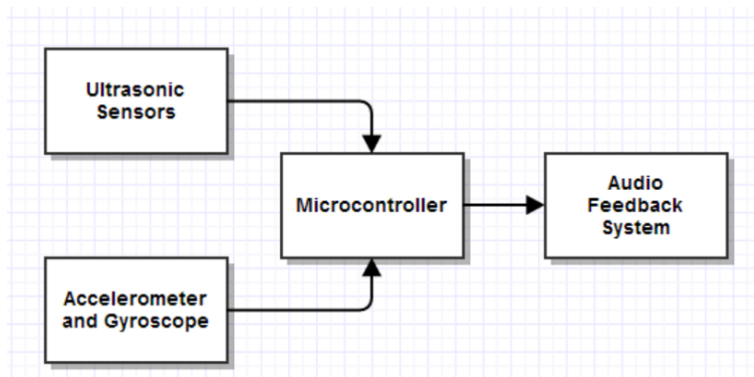 Ultrasonic
Sensors
Microcontroller
Audio
Feedback
System
Accelerometer
and Gyroscope